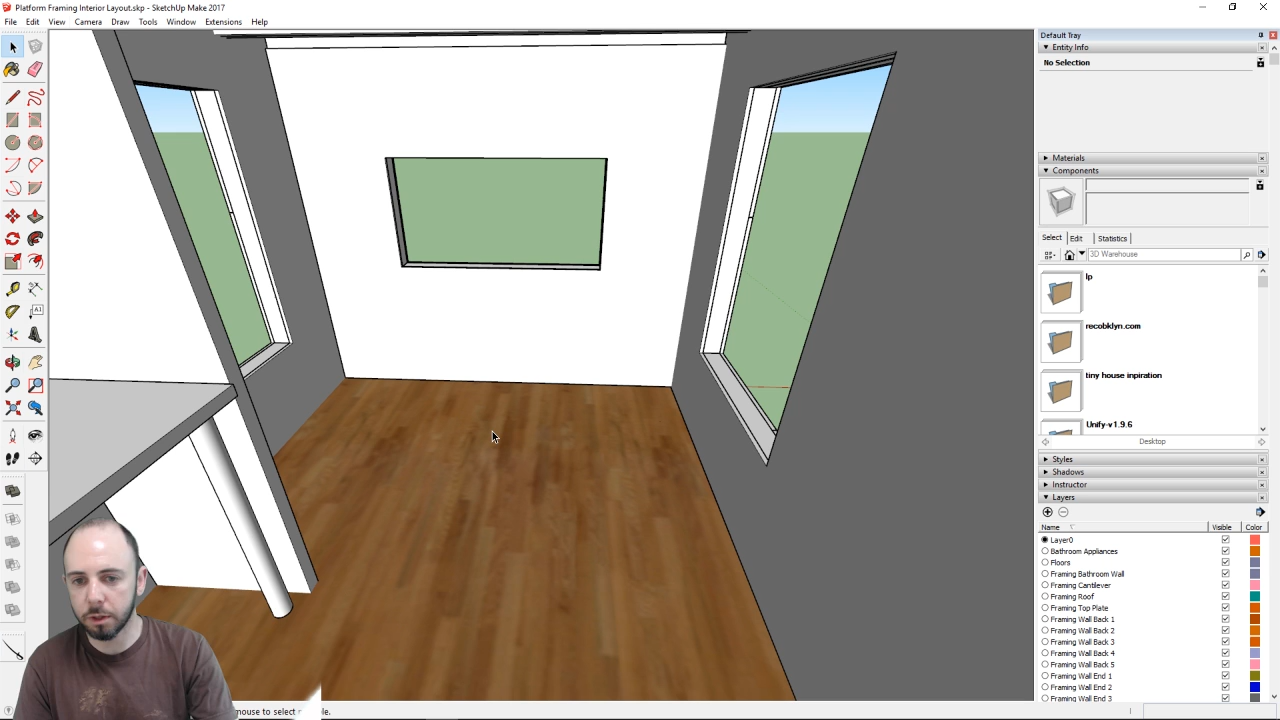 Platform Framing Interior Layout.skp - SketchUp Make 2017
File Edit View Camera Draw Tools Window Extensions Help
Default Tray
Entity Info
No Selection
Materials
Components
Select Edit Statistics
3D Warehouse
lp
recobklyn.com
tiny house inpiration
Unify-v1.9.6
Desktop
Styles
Shadows
Instructor
Layers
Name Visible Color
Layer0
Bathroom Appliances
Floors
Framing Bathroom Wall
Framing Cantilever
Framing Roof
Framing Top Plate
Framing Wall Back 1
Framing Wall Back 2
Framing Wall Back 3
Framing Wall Back 4
Framing Wall Back 5
Framing Wall End 1
Framing Wall End 2
Framing Wall End 3
mouse to select